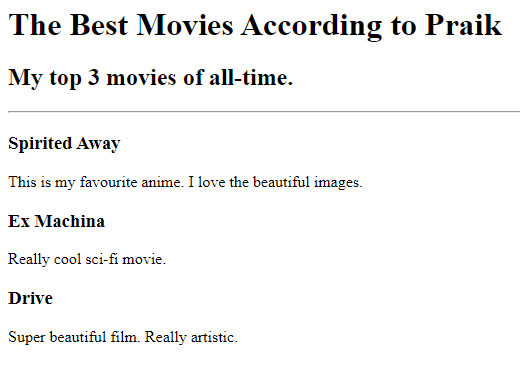 The Best Movies According to Praik
My top 3 movies of all-time.
Spirited Away
This is my favourite anime. I love the beautiful images.
Ex Machina
Really cool sci-fi movie.
Drive
Super beautiful film. Really artistic.